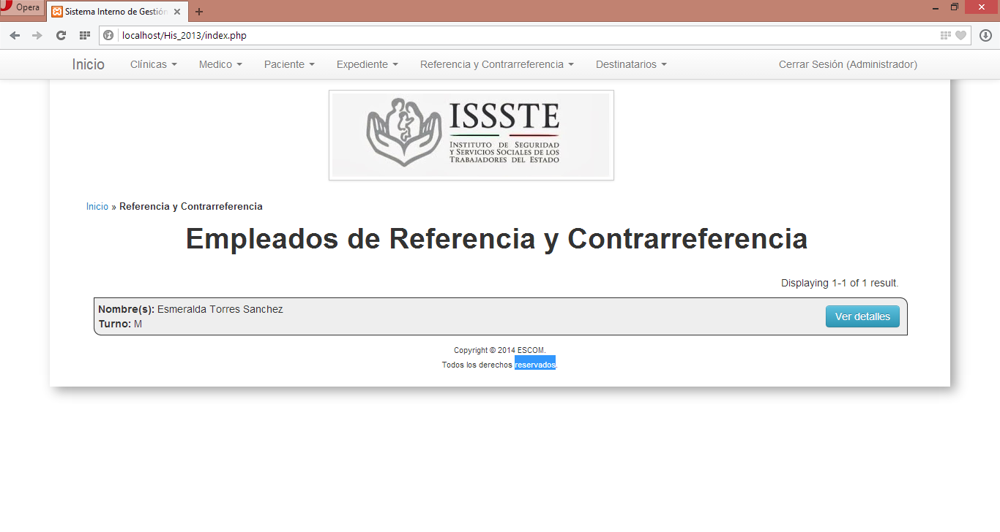 Opera
Sistema Interno de Gestión
localhost/His_2013/index.php
Inicio Clínicas Medico Paciente Expediente Referencia y Contrarreferencia Destinatarios Cerrar Sesión (Administrador)
ISSSTE
INSTITUTO DE SEGURIDAD
Y SERVICIOS SOCIALES DE LOS
TRABAJADORES DEL ESTADO
Inicio » Referencia y Contrarreferencia
Empleados de Referencia y Contrarreferencia
Displaying 1-1 of 1 result.
Nombre(s): Esmeralda Torres Sanchez
Turno: M
Ver detalles
Copyright © 2014 ESCOM.
Todos los derechos reservados.